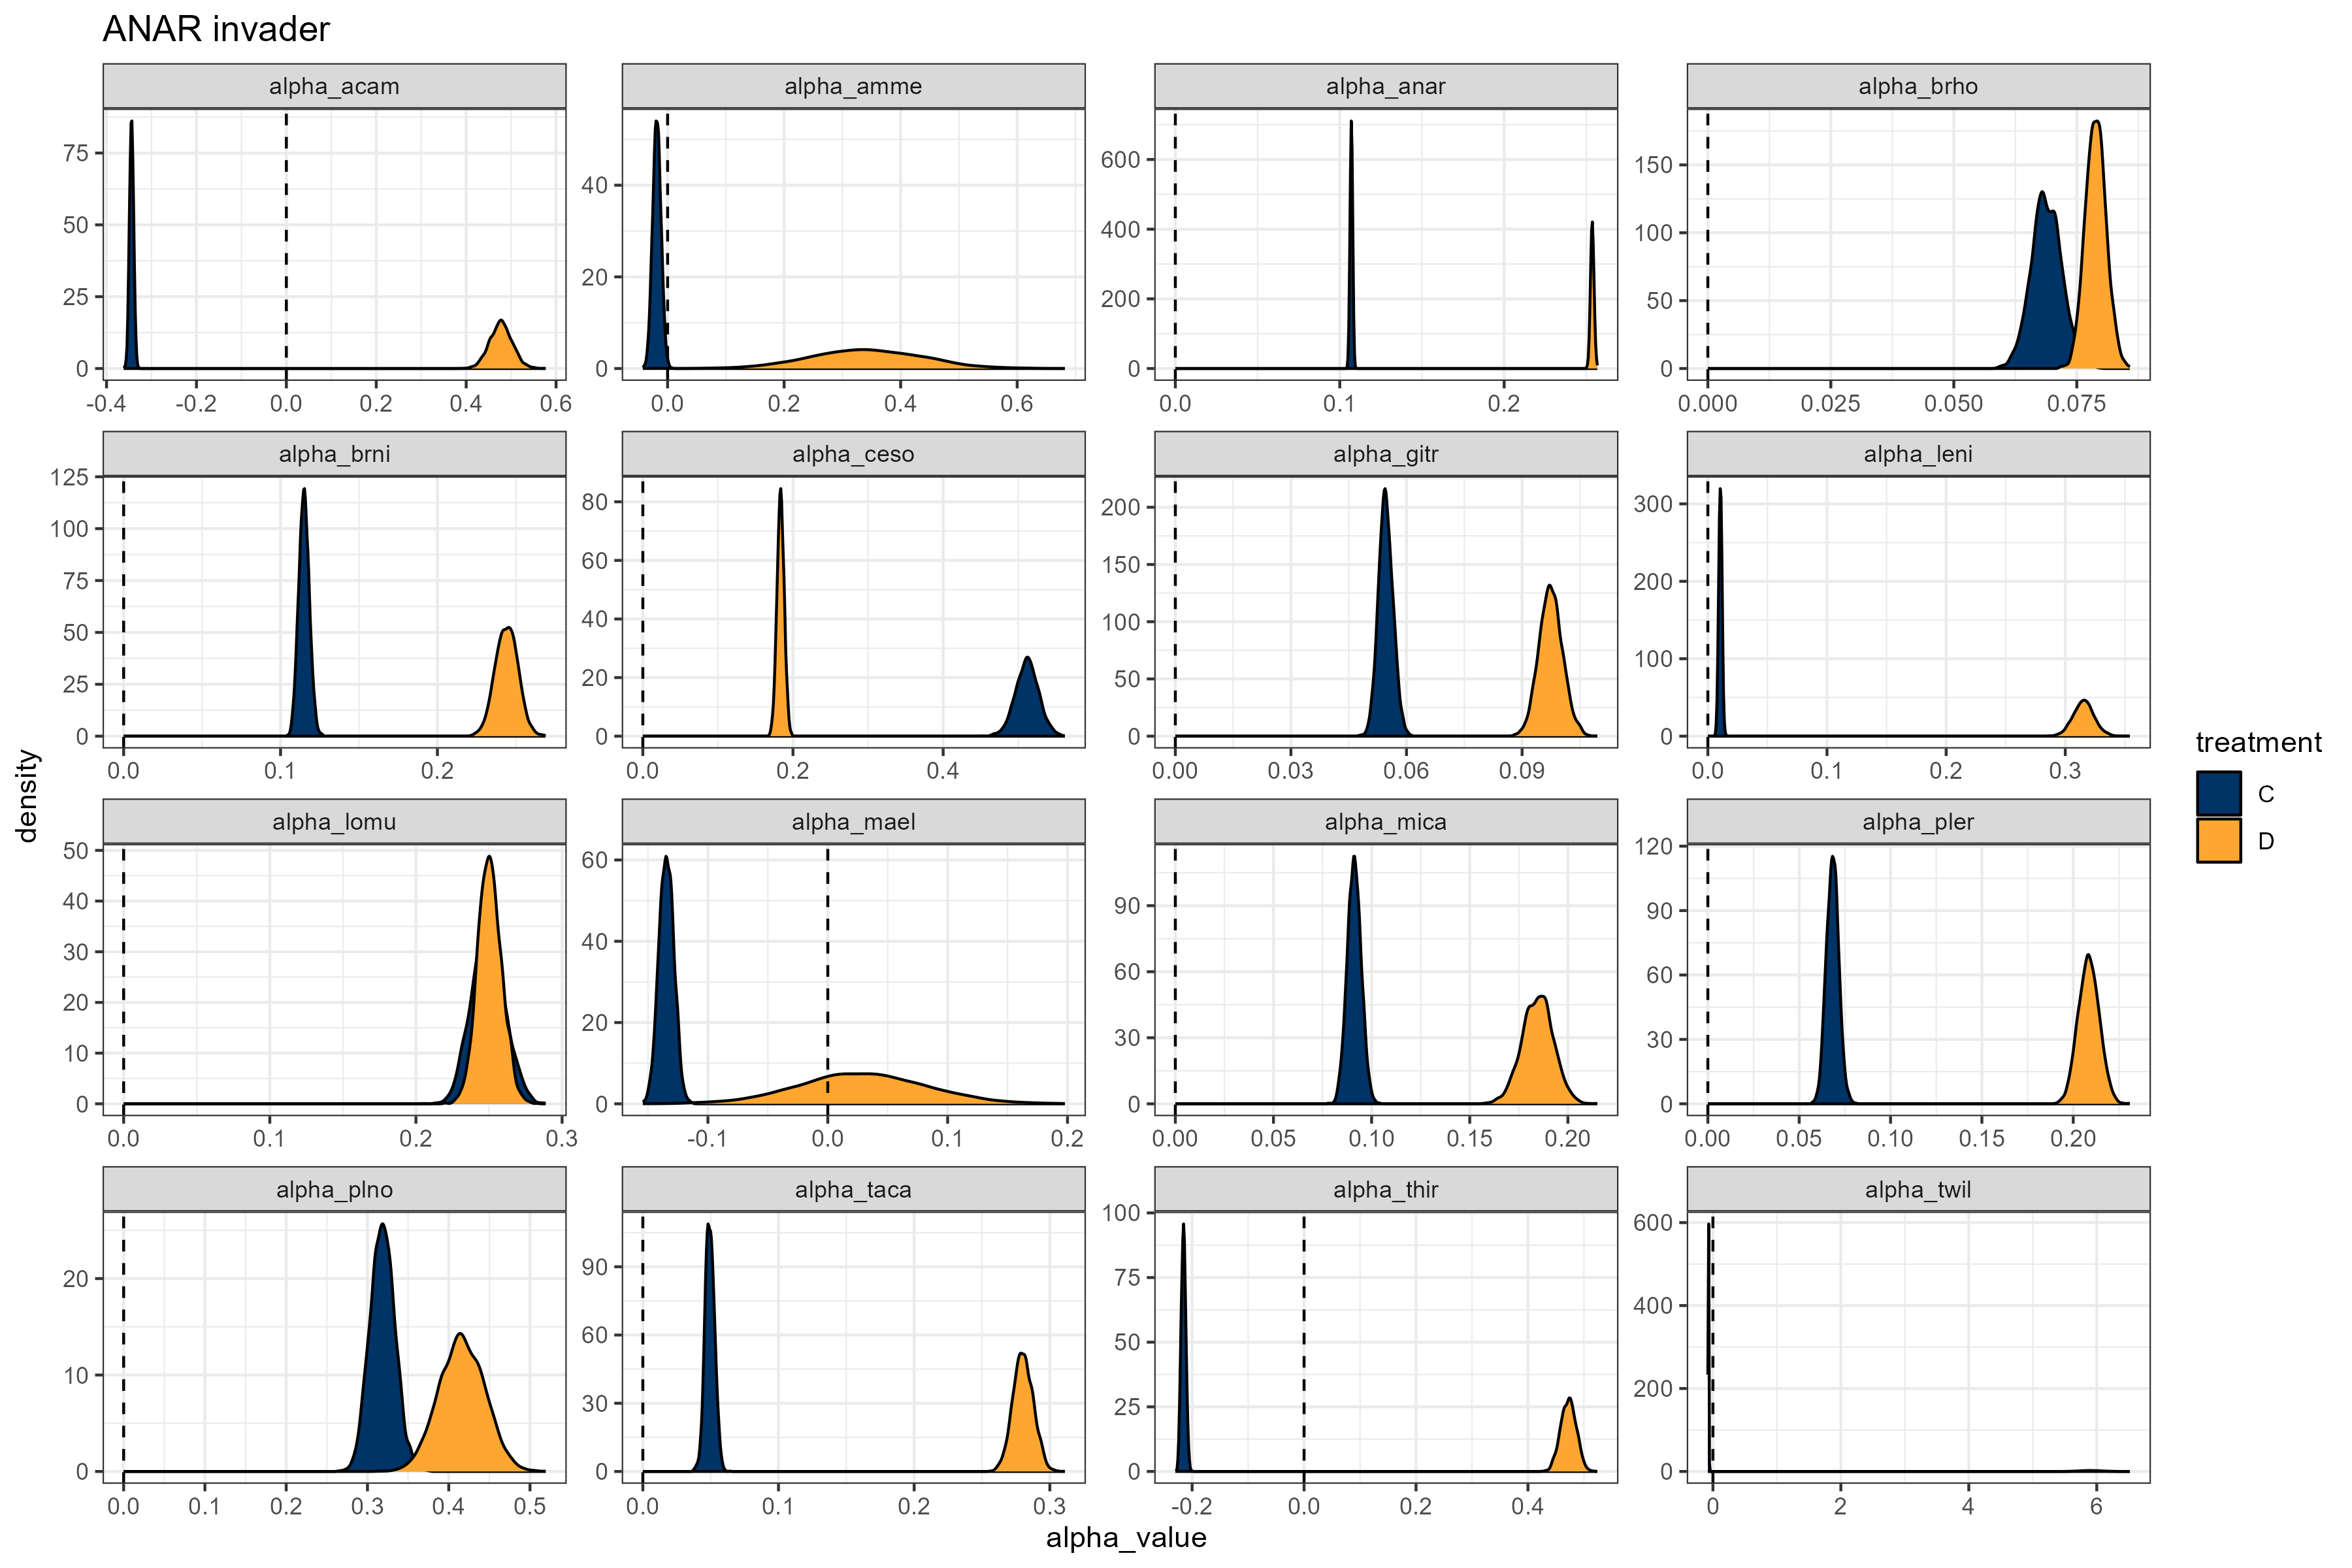 ANAR invader
alpha_acam alpha_amme alpha_anar alpha_brho
75 50 25 0
40 20 0
600 400 200 0
150 100 50 0
-0.4 -0.2 0.0 0.2 0.4 0.6
0.0 0.2 0.4 0.6
0.0 0.1 0.2
0.000 0.025 0.050 0.075
alpha_brni alpha_ceso alpha_gitr alpha_leni
125 100 75 50 25 0
80 60 40 20 0
200 150 100 50 0
300 200 100 0
0.0 0.1 0.2
0.0 0.2 0.4
0.00 0.03 0.06 0.09
0.0 0.1 0.2 0.3
alpha_lomu alpha_mael alpha_mica alpha_pler
50 40 30 20 10 0
60 40 20 0
90 60 30 0
120 90 60 30 0
0.0 0.1 0.2 0.3
-0.1 0.0 0.1 0.2
0.00 0.05 0.10 0.15 0.20
0.00 0.05 0.10 0.15 0.20
alpha_plno alpha_taca alpha_thir alpha_twil
20 10 0
90 60 30 0
100 75 50 25 0
600 400 200 0
0.0 0.1 0.2 0.3 0.4 0.5
0.0 0.1 0.2 0.3
-0.2 0.0 0.2 0.4
0 2 4 6
density
alpha_value
treatment
C
D